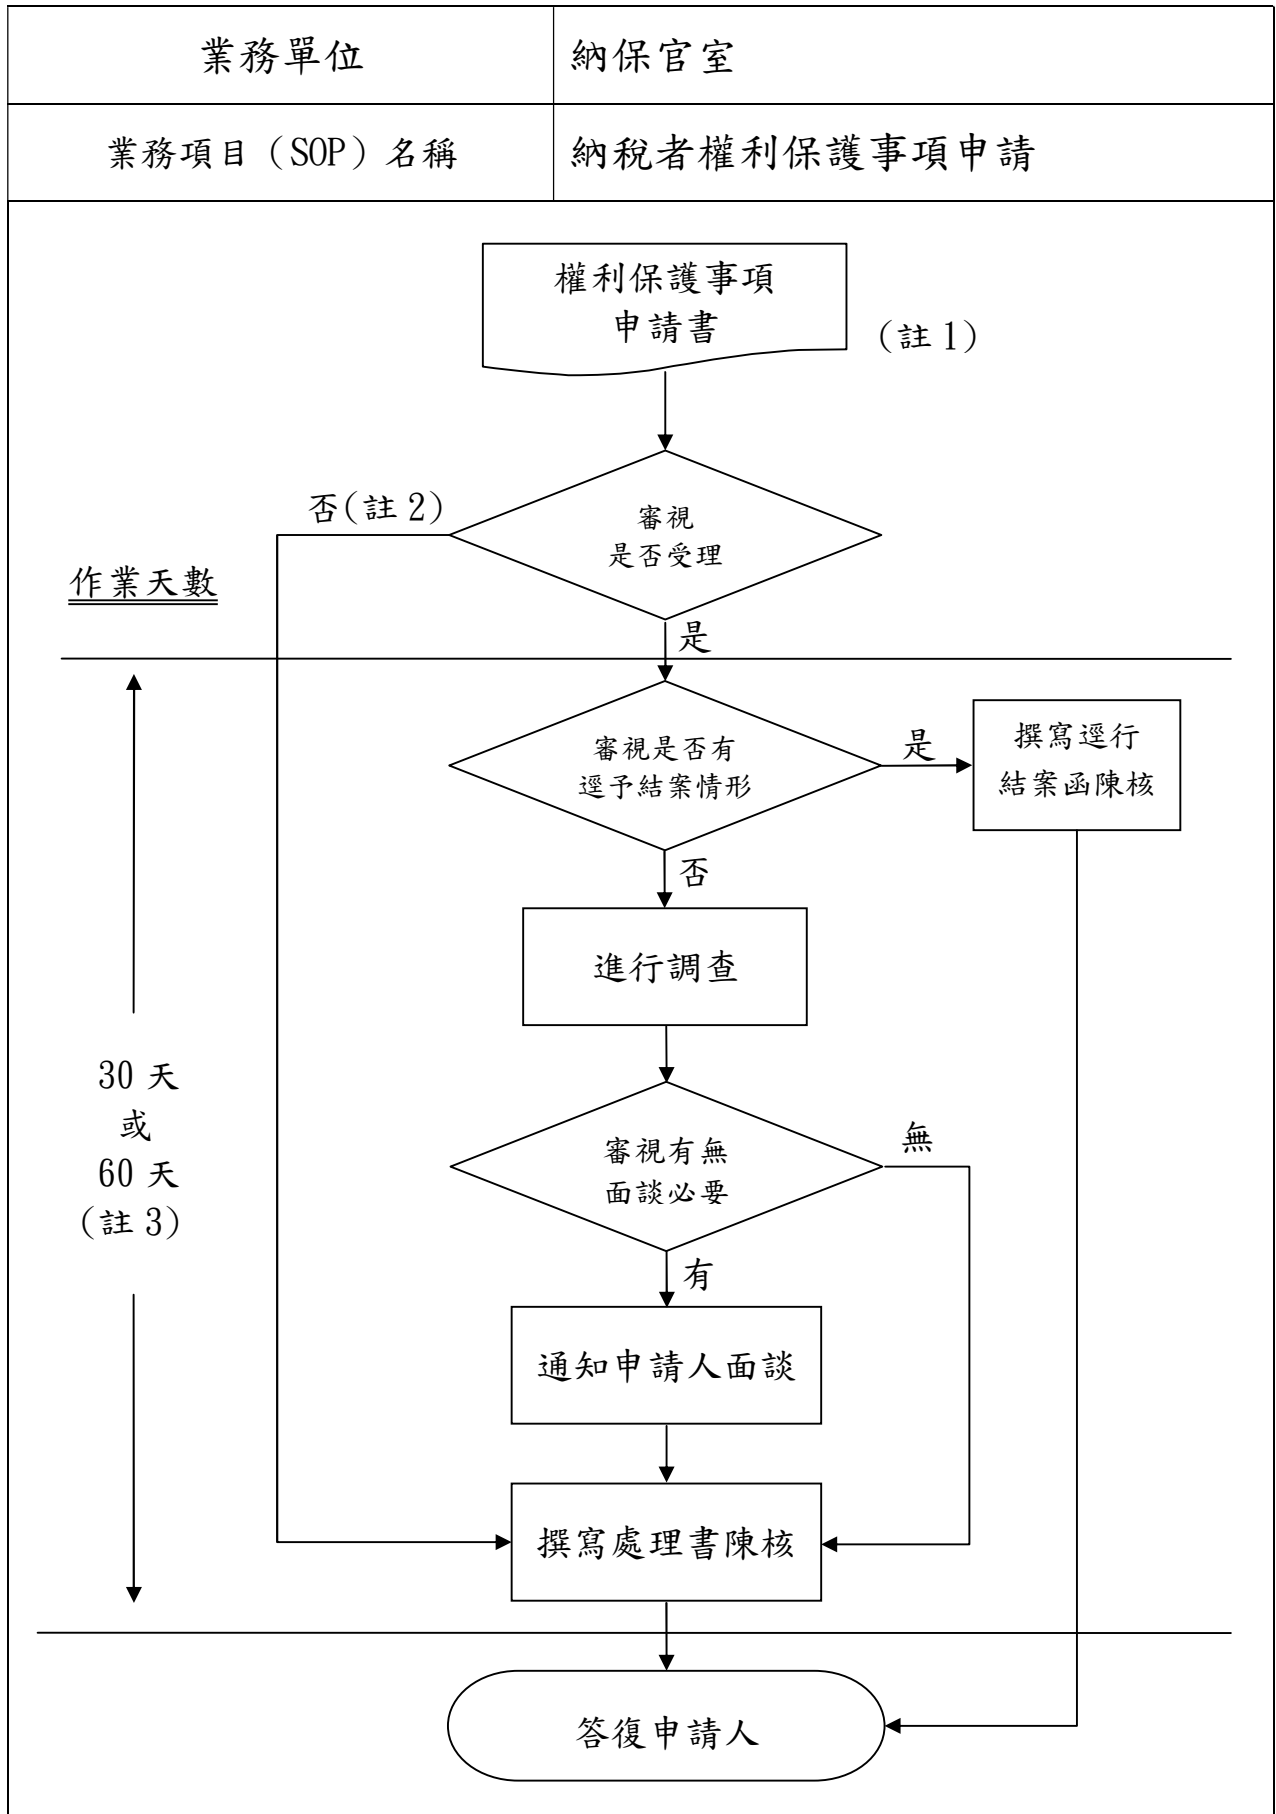 業務單位
納保官室
業務項目（SOP）名稱
納稅者權利保護事項申請
權利保護事項
申請書
(註 1)
否(註 2)
審視
是否受理
作業天數
是
審視是否有
逕予結案情形
是
撰寫逕行
結案函陳核
否
進行調查
30 天
或
60 天
(註 3)
審視有無
面談必要
無
有
通知申請人面談
撰寫處理書陳核
答復申請人